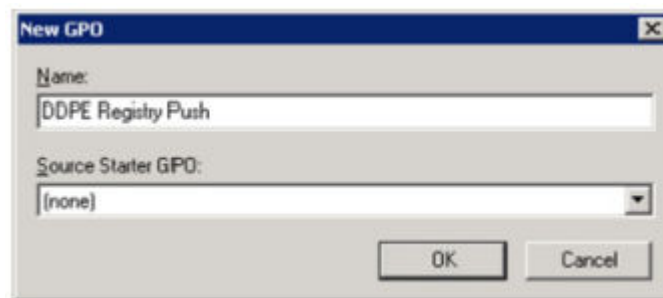 New GPO
Name:
DDPE Registry Push
Source Starter GPO:
(none)
OK
Cancel